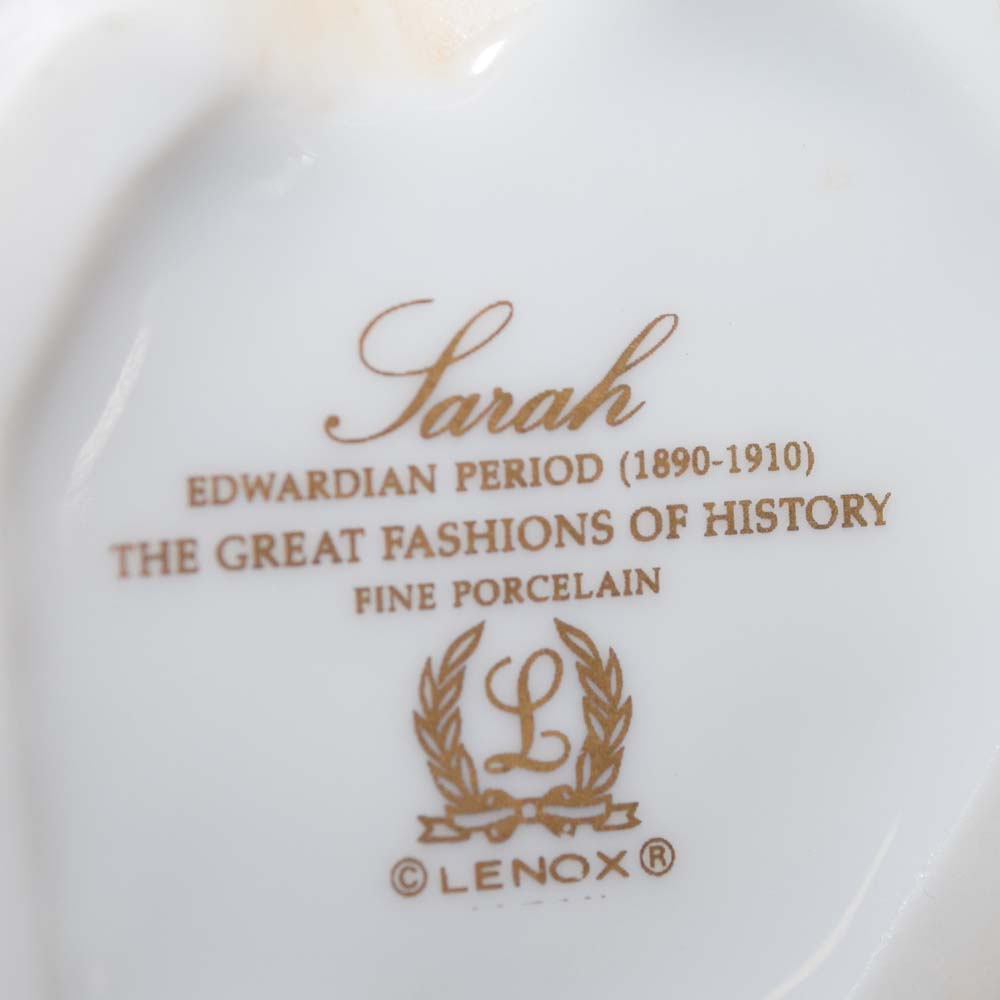 Sarah
EDWARDIAN PERIOD (1890-1910)
THE GREAT FASHIONS OF HISTORY
FINE PORCELAIN
L
© LENOX ®